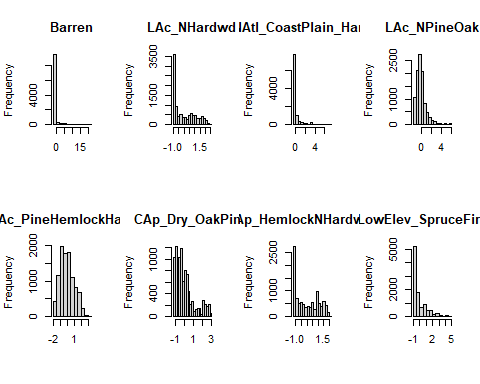 Barren
LAc_NHardwd
IAtl_CoastPlain_Har
LAc_NPineOak
Frequency
Frequency
Frequency
Frequency
0 4000
0 1500 3500
0 4000
0 1000 2500
0 15
-1.0 1.5
0 4
0 4
Ac_PineHemlockHa
CAp_Dry_OakPin
Ap_HemlockNHardw
LowElev_SpruceFir
Frequency
Frequency
Frequency
Frequency
0 1000 2000
0 400 1200
0 1000 2500
0 2000 5000
-2 1
-1 1 3
-1.0 1.5
-1 2 5